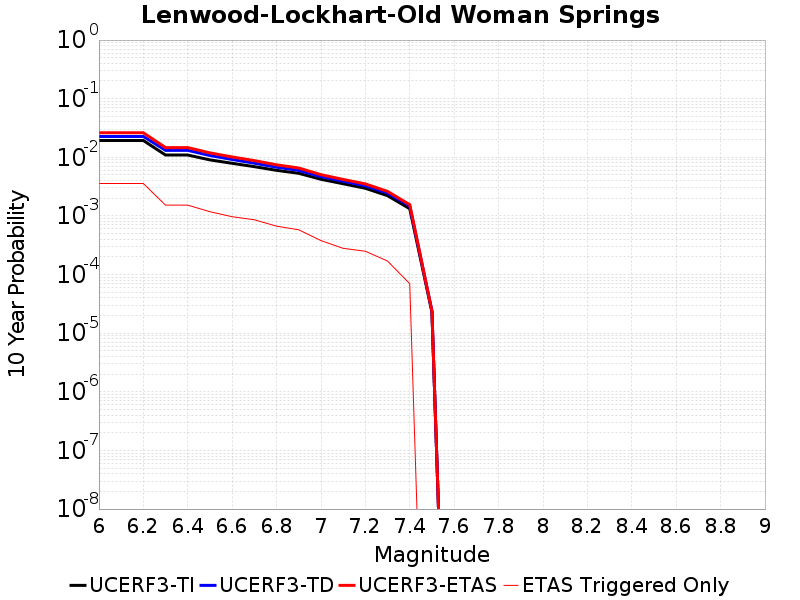 Lenwood-Lockhart-Old Woman Springs
10^0
10^-1
10^-2
10^-3
10^-4
10^-5
10^-6
10^-7
10^-8
10 Year Probability
6 6.2 6.4 6.6 6.8 7 7.2 7.4 7.6 7.8 8 8.2 8.4 8.6 8.8 9
Magnitude
UCERF3-TI UCERF3-TD UCERF3-ETAS ETAS Triggered Only